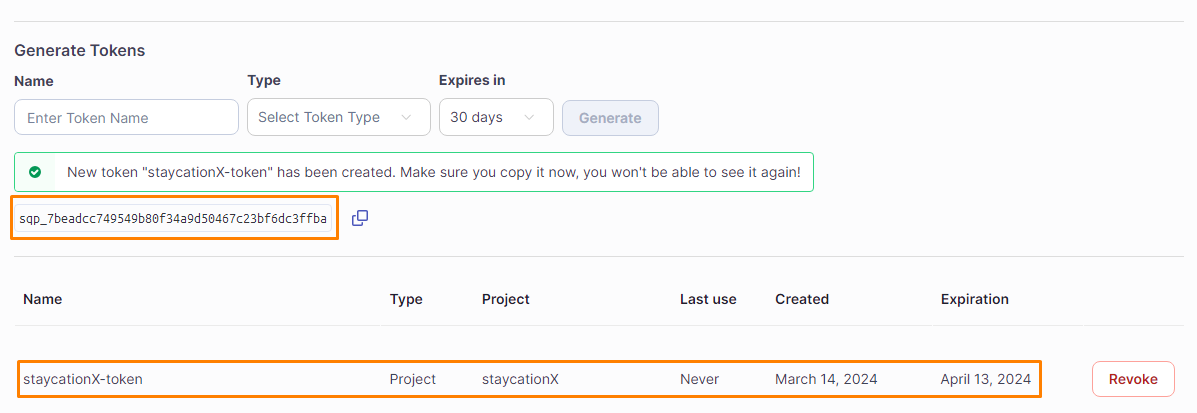 Generate Tokens
Name Type Expires in
Enter Token Name Select Token Type 30 days Generate
New token "staycationX-token" has been created. Make sure you copy it now, you won't be able to see it again!
sqp_7beadcc749549b80f34a9d50467c23bf6dc3ffba
Name Type Project Last use Created Expiration
staycationX-token Project staycationX Never March 14, 2024 April 13, 2024 Revoke